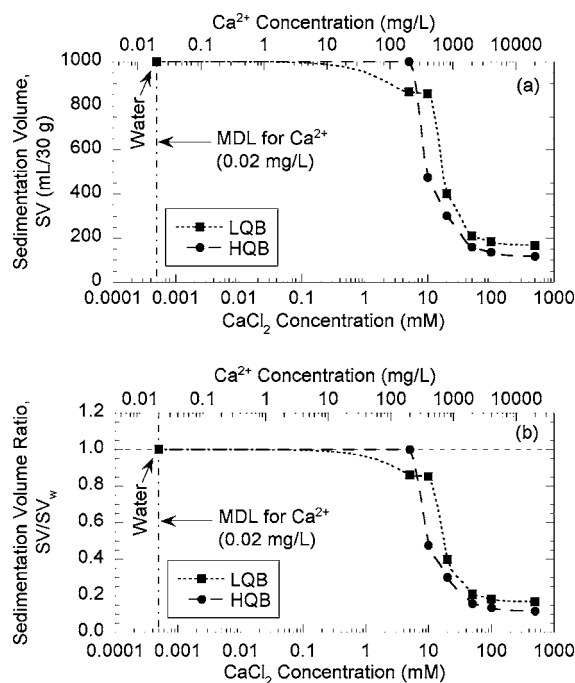 Ca²⁺ Concentration (mg/L)
0.01 0.1 1 10 100 1000 10000
(a)
1000
800
600
400
200
0
Sedimentation Volume,
SV (mL/30 g)
Water
MDL for Ca²⁺
(0.02 mg/L)
LQB
HQB
0.0001 0.001 0.01 0.1 1 10 100 1000
CaCl₂ Concentration (mM)
Ca²⁺ Concentration (mg/L)
0.01 0.1 1 10 100 1000 10000
(b)
1.2
1.0
0.8
0.6
0.4
0.2
0.0
Sedimentation Volume Ratio,
SV/SV_w
Water
MDL for Ca²⁺
(0.02 mg/L)
LQB
HQB
0.0001 0.001 0.01 0.1 1 10 100 1000
CaCl₂ Concentration (mM)